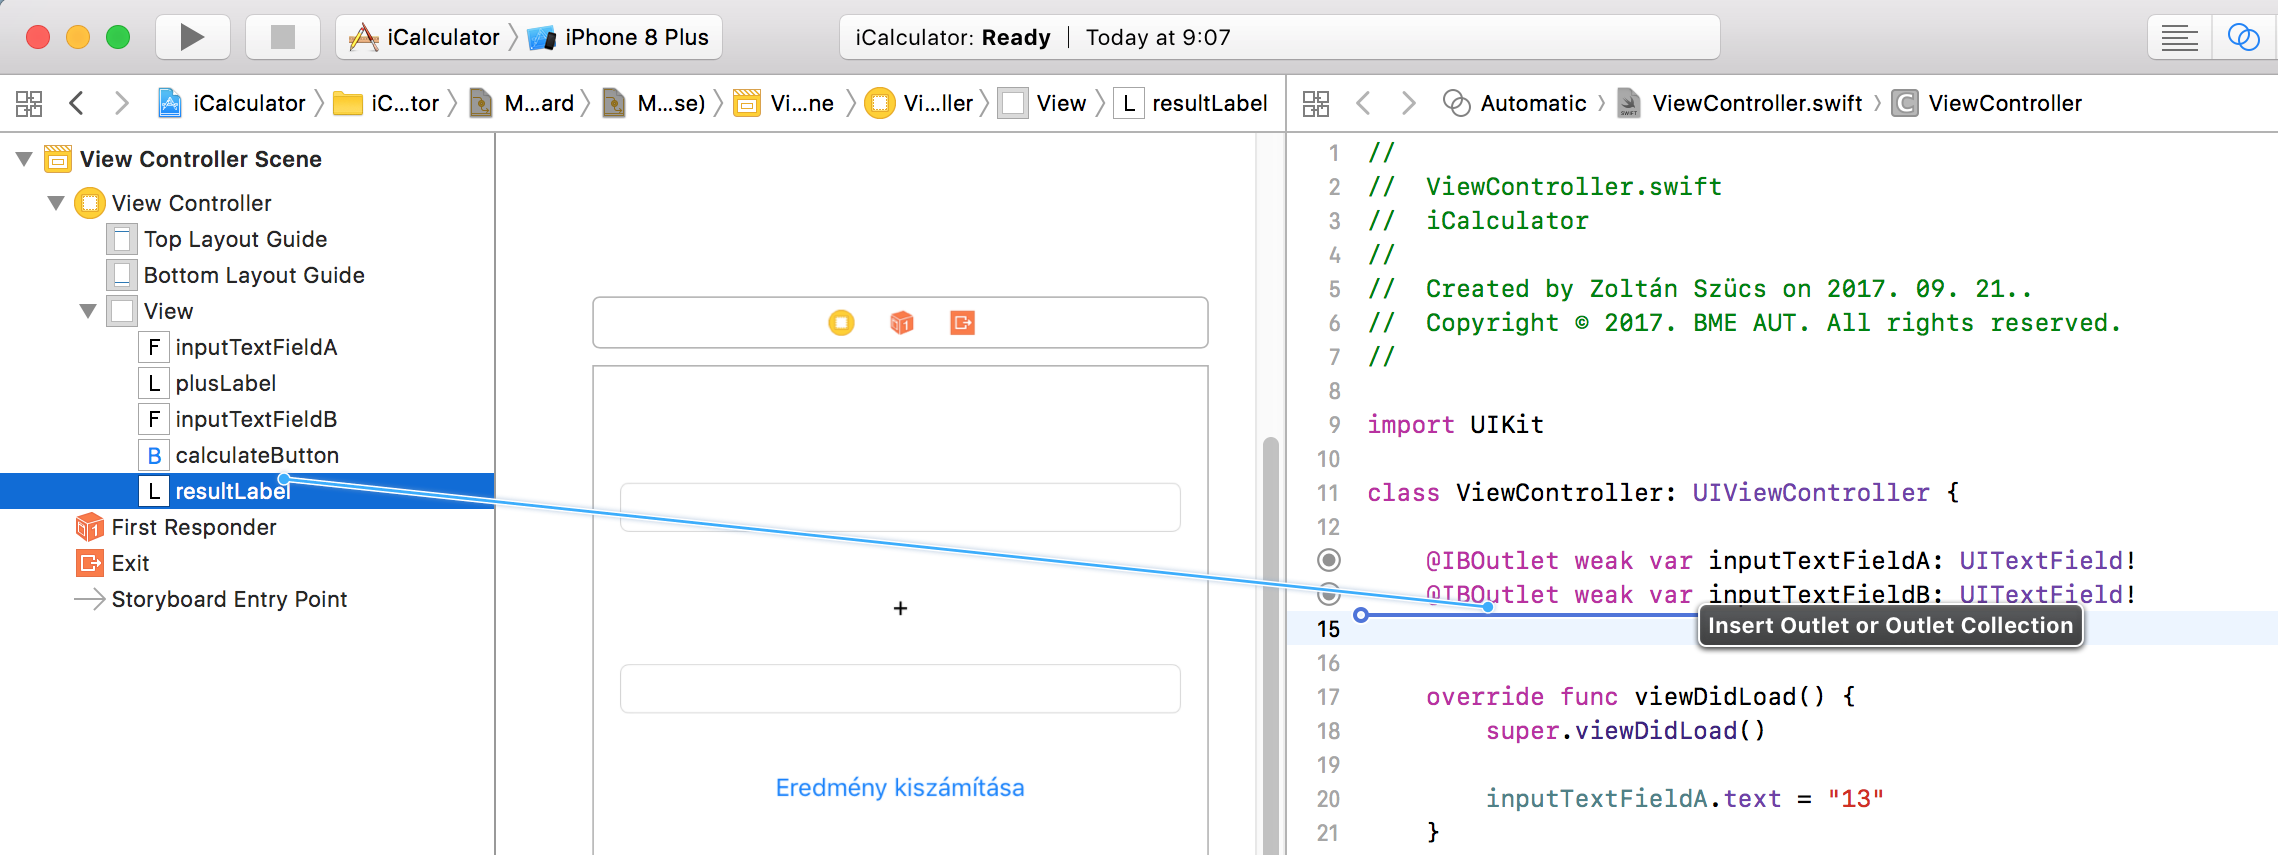 iCalculator iPhone 8 Plus
iCalculator: Ready Today at 9:07
iCalculator iC...tor M...ard M...se) Vi...ne Vi...ller View L resultLabel
Automatic ViewController.swift C ViewController
View Controller Scene
View Controller
Top Layout Guide
Bottom Layout Guide
View
F inputTextFieldA
L plusLabel
F inputTextFieldB
B calculateButton
L resultLabel
First Responder
Exit
Storyboard Entry Point
+
Eredmény kiszámítása
1 //
2 //  ViewController.swift
3 //  iCalculator
4 //
5 //  Created by Zoltán Szücs on 2017. 09. 21..
6 //  Copyright © 2017. BME AUT. All rights reserved.
7 //
8
9 import UIKit
10
11 class ViewController: UIViewController {
12
@IBOutlet weak var inputTextFieldA: UITextField!
@IBOutlet weak var inputTextFieldB: UITextField!
Insert Outlet or Outlet Collection
15
16
17 override func viewDidLoad() {
18 super.viewDidLoad()
19
20 inputTextFieldA.text = "13"
21 }